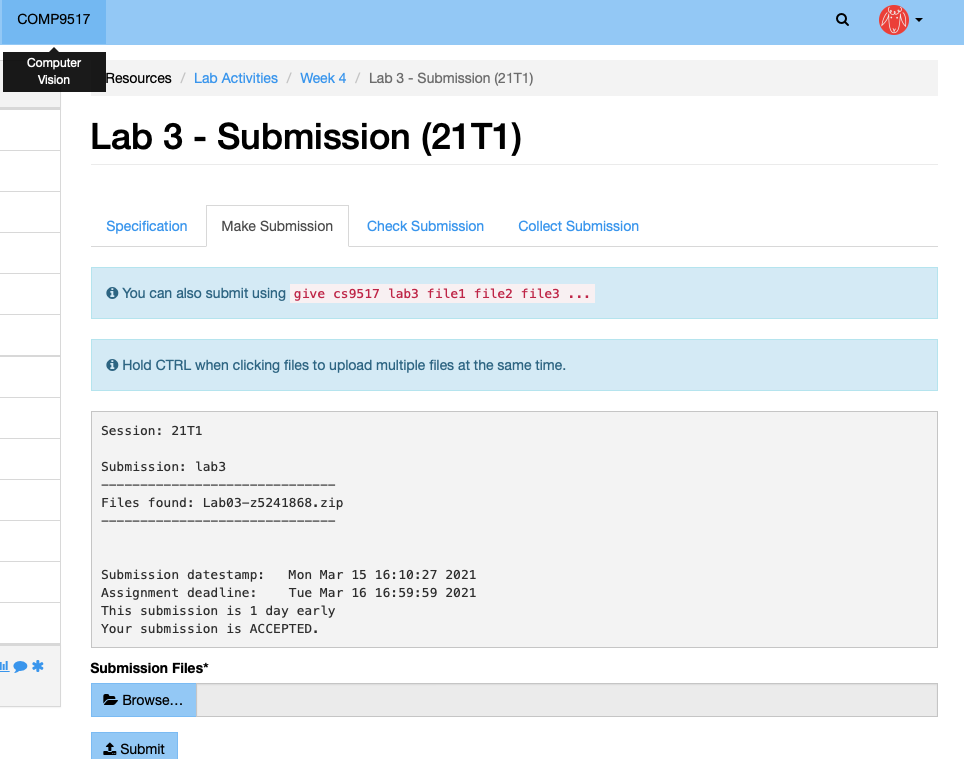 COMP9517
Computer
Vision
Resources / Lab Activities / Week 4 / Lab 3 - Submission (21T1)
Lab 3 - Submission (21T1)
Specification Make Submission Check Submission Collect Submission
You can also submit using give cs9517 lab3 file1 file2 file3 ...
Hold CTRL when clicking files to upload multiple files at the same time.
Session: 21T1
Submission: lab3
------------------------------
Files found: Lab03-z5241868.zip
------------------------------
Submission datestamp:   Mon Mar 15 16:10:27 2021
Assignment deadline:    Tue Mar 16 16:59:59 2021
This submission is 1 day early
Your submission is ACCEPTED.
Submission Files*
Browse...
Submit